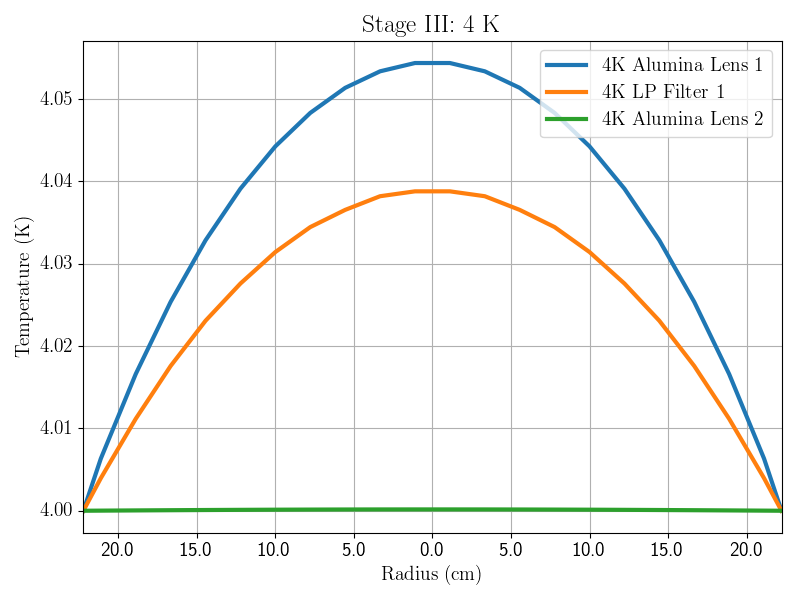 Stage III: 4 K
4K Alumina Lens 1
4K LP Filter 1
4K Alumina Lens 2
Temperature (K)
4.05
4.04
4.03
4.02
4.01
4.00
20.0 15.0 10.0 5.0 0.0 5.0 10.0 15.0 20.0
Radius (cm)